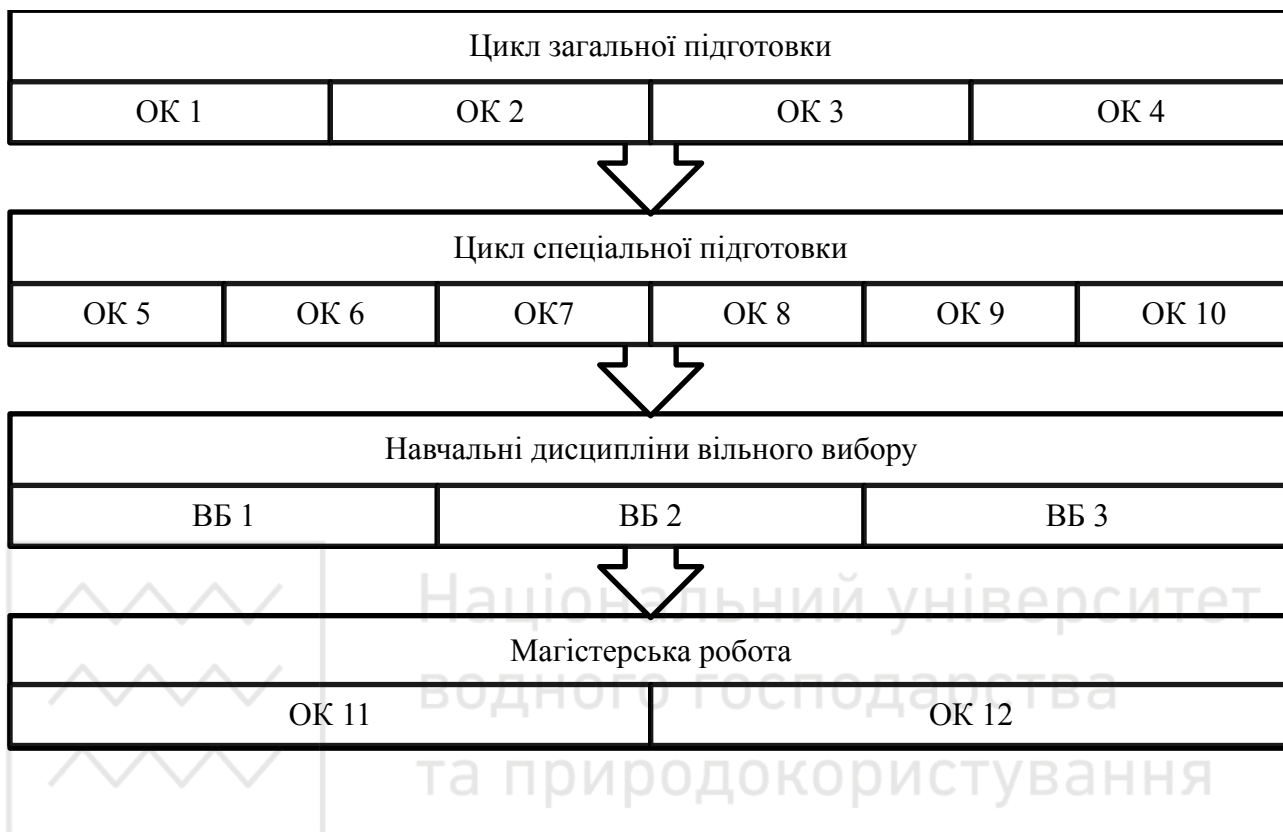 Цикл загальної підготовки
ОК 1 ОК 2 ОК 3 ОК 4
Цикл спеціальної підготовки
ОК 5 ОК 6 ОК7 ОК 8 ОК 9 ОК 10
Навчальні дисципліни вільного вибору
ВБ 1 ВБ 2 ВБ 3
Національний університет
Магістерська робота
водного господарства
ОК 11 ОК 12
та природокористування